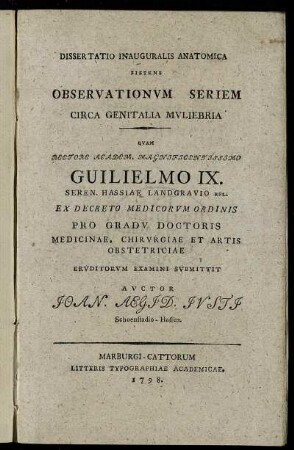 DISSERTATIO INAUGURALIS ANATOMICA
SISTENS
OBSERVATIONVM SERIEM
CIRCA GENITALIA MVLIEBRIA
QVAM
RECTORE ACADEM. MAGNIFICENTISSIMO
GUILIELMO IX.
SEREN. HASSIAE LANDGRAVIO REL.
EX DECRETO MEDICORVM ORDINIS
PRO GRADV DOCTORIS
MEDICINAE, CHIRVRGIAE ET ARTIS
OBSTETRICIAE
ERVDITORVM EXAMINI SVBMITTIT
AVCTOR
IOAN. AEGID. IVSTI
Schoenstadio-Hassus.
MARBURGI-CATTORUM
LITTERIS TYPOGRAPHIAE ACADEMICAE,
1798.